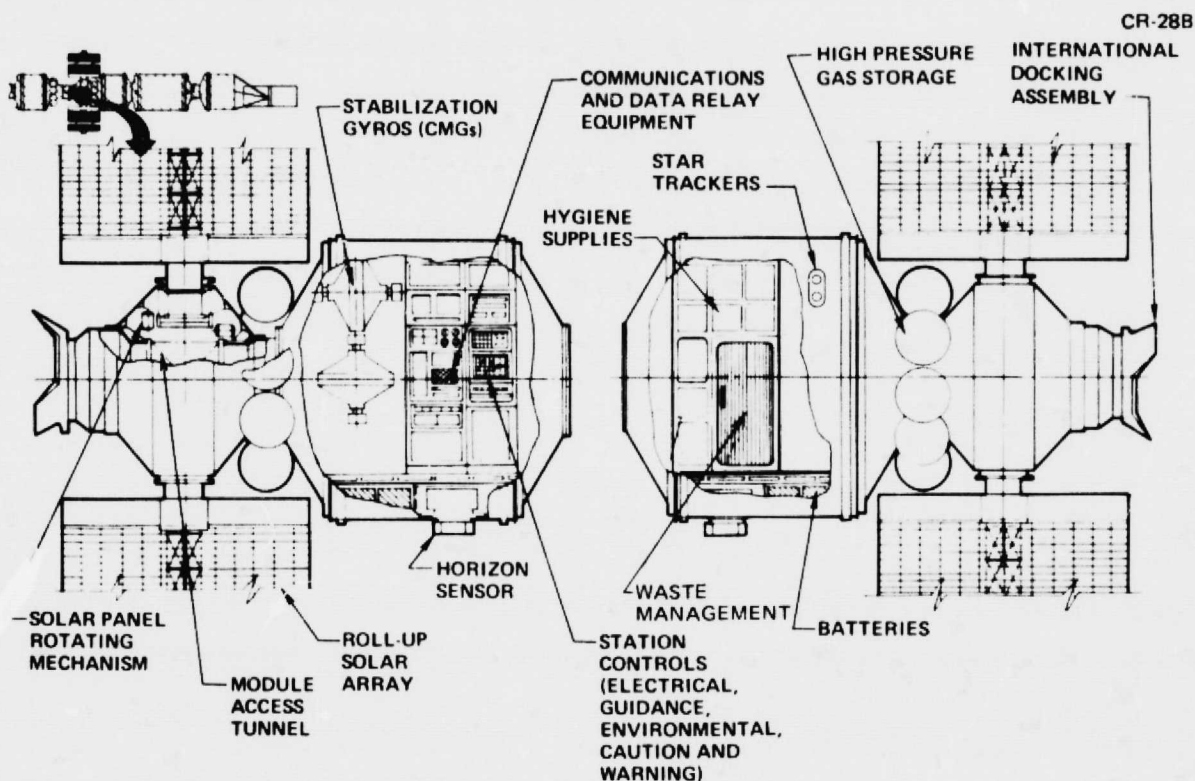 CR-28B
COMMUNICATIONS
AND DATA RELAY
EQUIPMENT
HIGH PRESSURE
GAS STORAGE
INTERNATIONAL
DOCKING
ASSEMBLY
STABILIZATION
GYROS (CMGs)
STAR
TRACKERS
HYGIENE
SUPPLIES
HORIZON
SENSOR
WASTE
MANAGEMENT
BATTERIES
SOLAR PANEL
ROTATING
MECHANISM
ROLL-UP
SOLAR
ARRAY
MODULE
ACCESS
TUNNEL
STATION
CONTROLS
(ELECTRICAL,
GUIDANCE,
ENVIRONMENTAL,
CAUTION AND
WARNING)